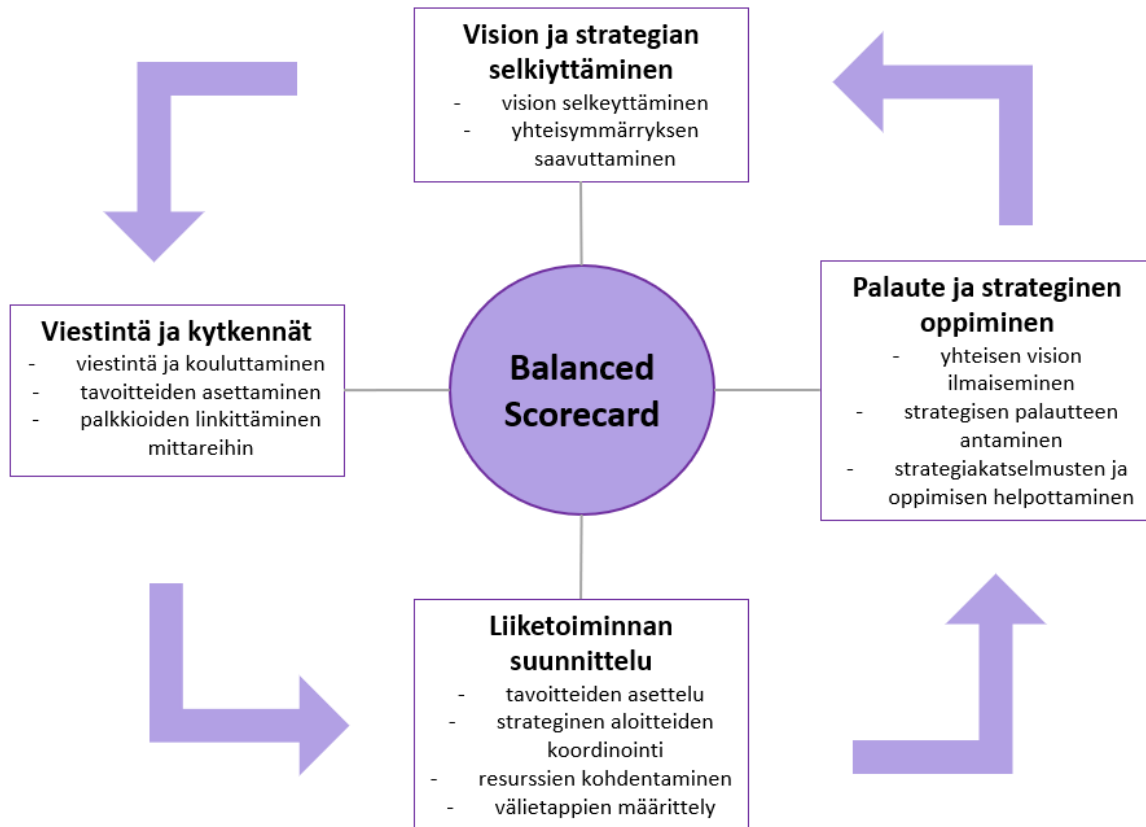 Vision ja strategian
selkiyttäminen
- vision selkeyttäminen
- yhteisymmärryksen
saavuttaminen
Viestintä ja kytkennät
- viestintä ja kouluttaminen
- tavoitteiden asettaminen
- palkkioiden linkittäminen
mittareihin
Balanced
Scorecard
Palaute ja strateginen
oppiminen
- yhteisen vision
ilmaiseminen
- strategisen palautteen
antaminen
- strategiakatselmusten ja
oppimisen helpottaminen
Liiketoiminnan
suunnittelu
- tavoitteiden asettelu
- strateginen aloitteiden
koordinointi
- resurssien kohdentaminen
- välietappien määrittely